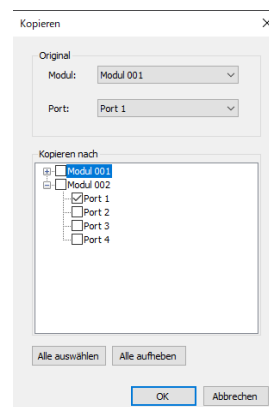 Kopieren
Original
Modul: Modul 001
Port: Port 1
Kopieren nach
Modul 001
Modul 002
Port 1
Port 2
Port 3
Port 4
Alle auswählen Alle aufheben
OK Abbrechen